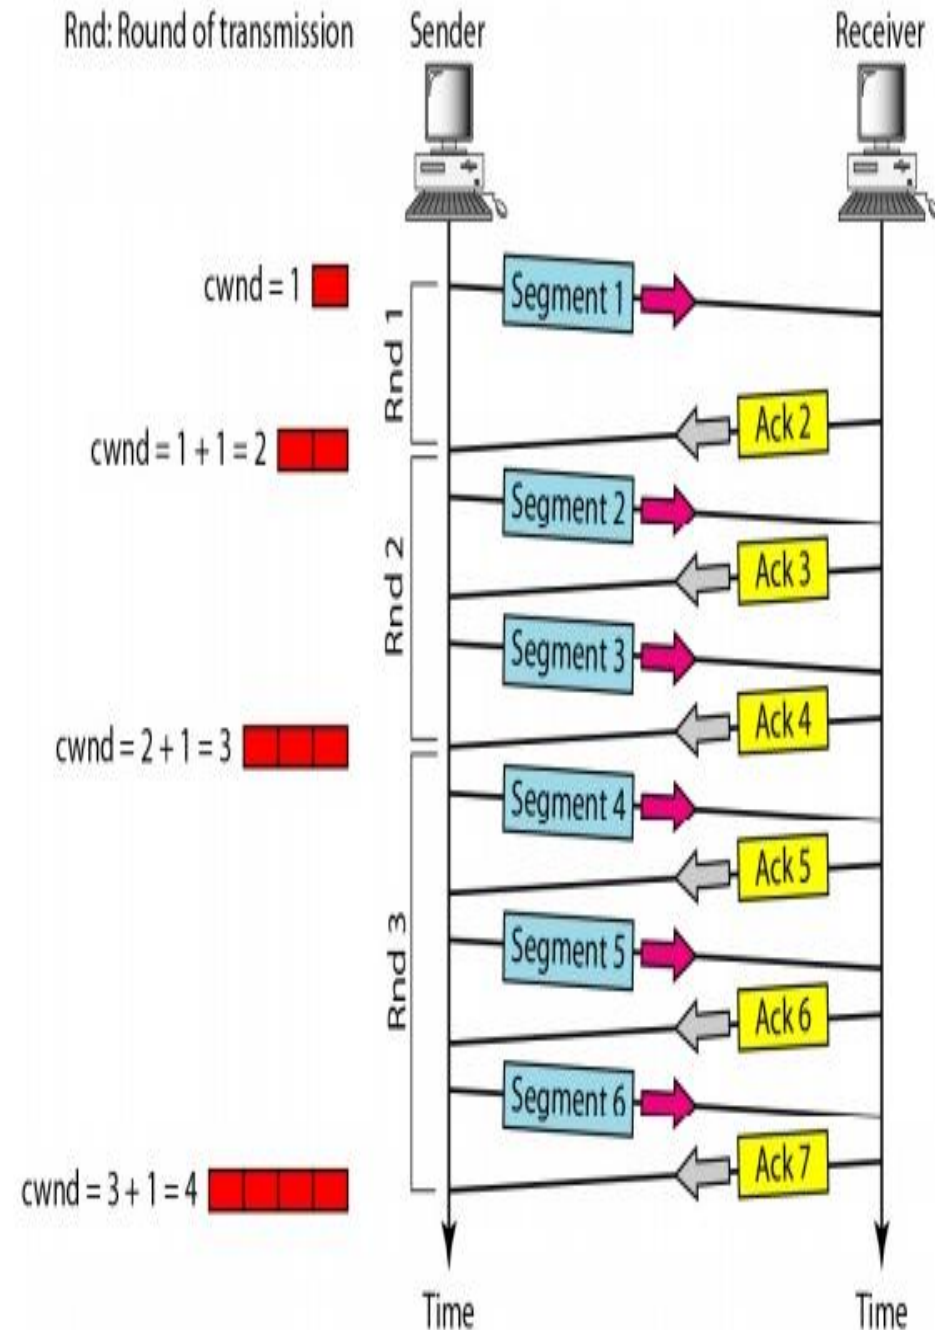 Rnd: Round of transmission
Sender
Receiver
cwnd = 1
Rnd 1
Segment 1
Ack 2
cwnd = 1 + 1 = 2
Rnd 2
Segment 2
Ack 3
Segment 3
Ack 4
cwnd = 2 + 1 = 3
Rnd 3
Segment 4
Ack 5
Segment 5
Ack 6
Segment 6
Ack 7
cwnd = 3 + 1 = 4
Time
Time